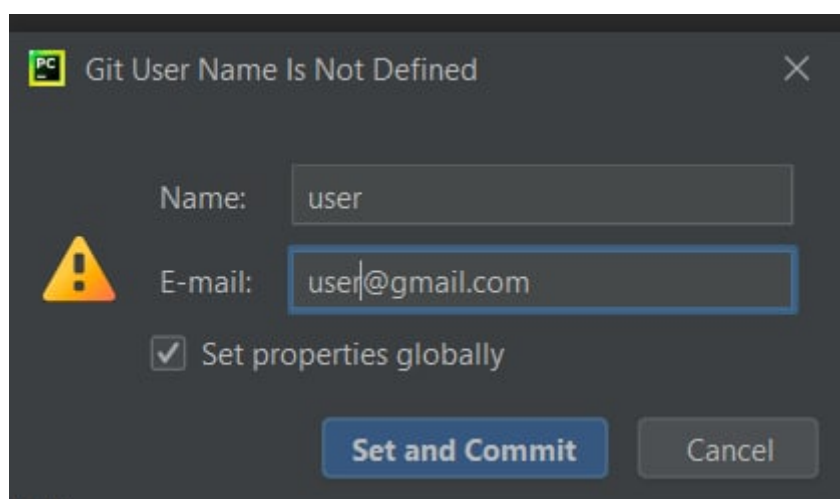 PC Git User Name Is Not Defined
Name: user
E-mail: user@gmail.com
Set properties globally
Set and Commit Cancel